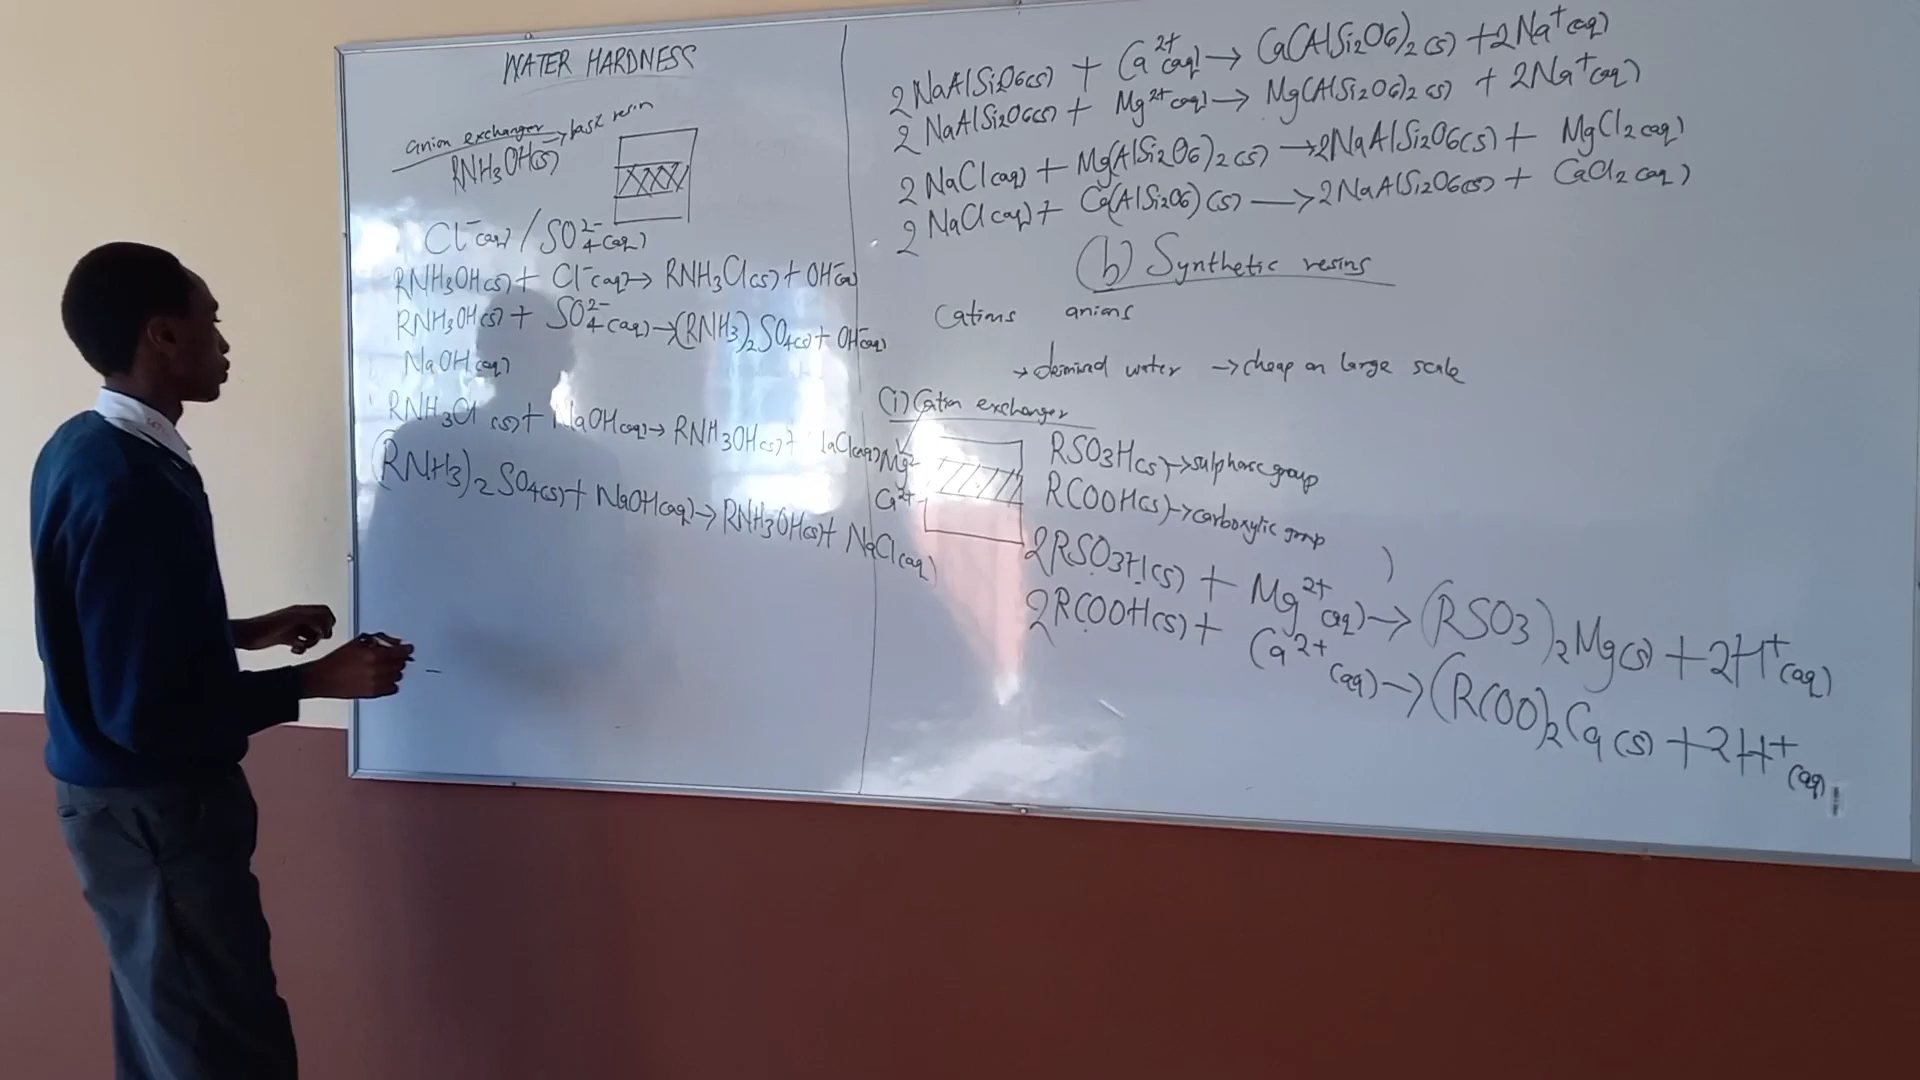 WATER HARDNESS
anion exchanger → last resin
RNH3OH(s)
Cl-(aq) / SO4 2-(aq)
RNH3OH(s) + Cl-(aq) → RNH3Cl(s) + OH-(aq)
RNH3OH(s) + SO4 2-(aq) → (RNH3)2SO4(s) + OH-(aq)
NaOH(aq)
RNH3Cl(s) + NaOH(aq) → RNH3OH(s) + NaCl(aq)
(RNH3)2SO4(s) + NaOH(aq) → RNH3OH(s) + NaCl(aq)
2NaAlSi2O6(s) + Ca2+(aq) → Ca(AlSi2O6)2(s) + 2Na+(aq)
2NaAlSi2O6(s) + Mg2+(aq) → Mg(AlSi2O6)2(s) + 2Na+(aq)
2NaCl(aq) + Mg(AlSi2O6)2(s) → 2NaAlSi2O6(s) + MgCl2(aq)
2NaCl(aq) + Ca(AlSi2O6)(s) → 2NaAlSi2O6(s) + CaCl2(aq)
(b) Synthetic resins
Cations anions
→ water → cheap on large scale
(i) Cation exchanger
Mg2+
Ca2+
RSO3H(s) → group
RCOOH(s) → carboxylic group
2RSO3H(s) + Mg2+(aq) → (RSO3)2Mg(s) + 2H+(aq)
2RCOOH(s) + Ca2+(aq) → (RCOO)2Ca(s) + 2H+(aq)